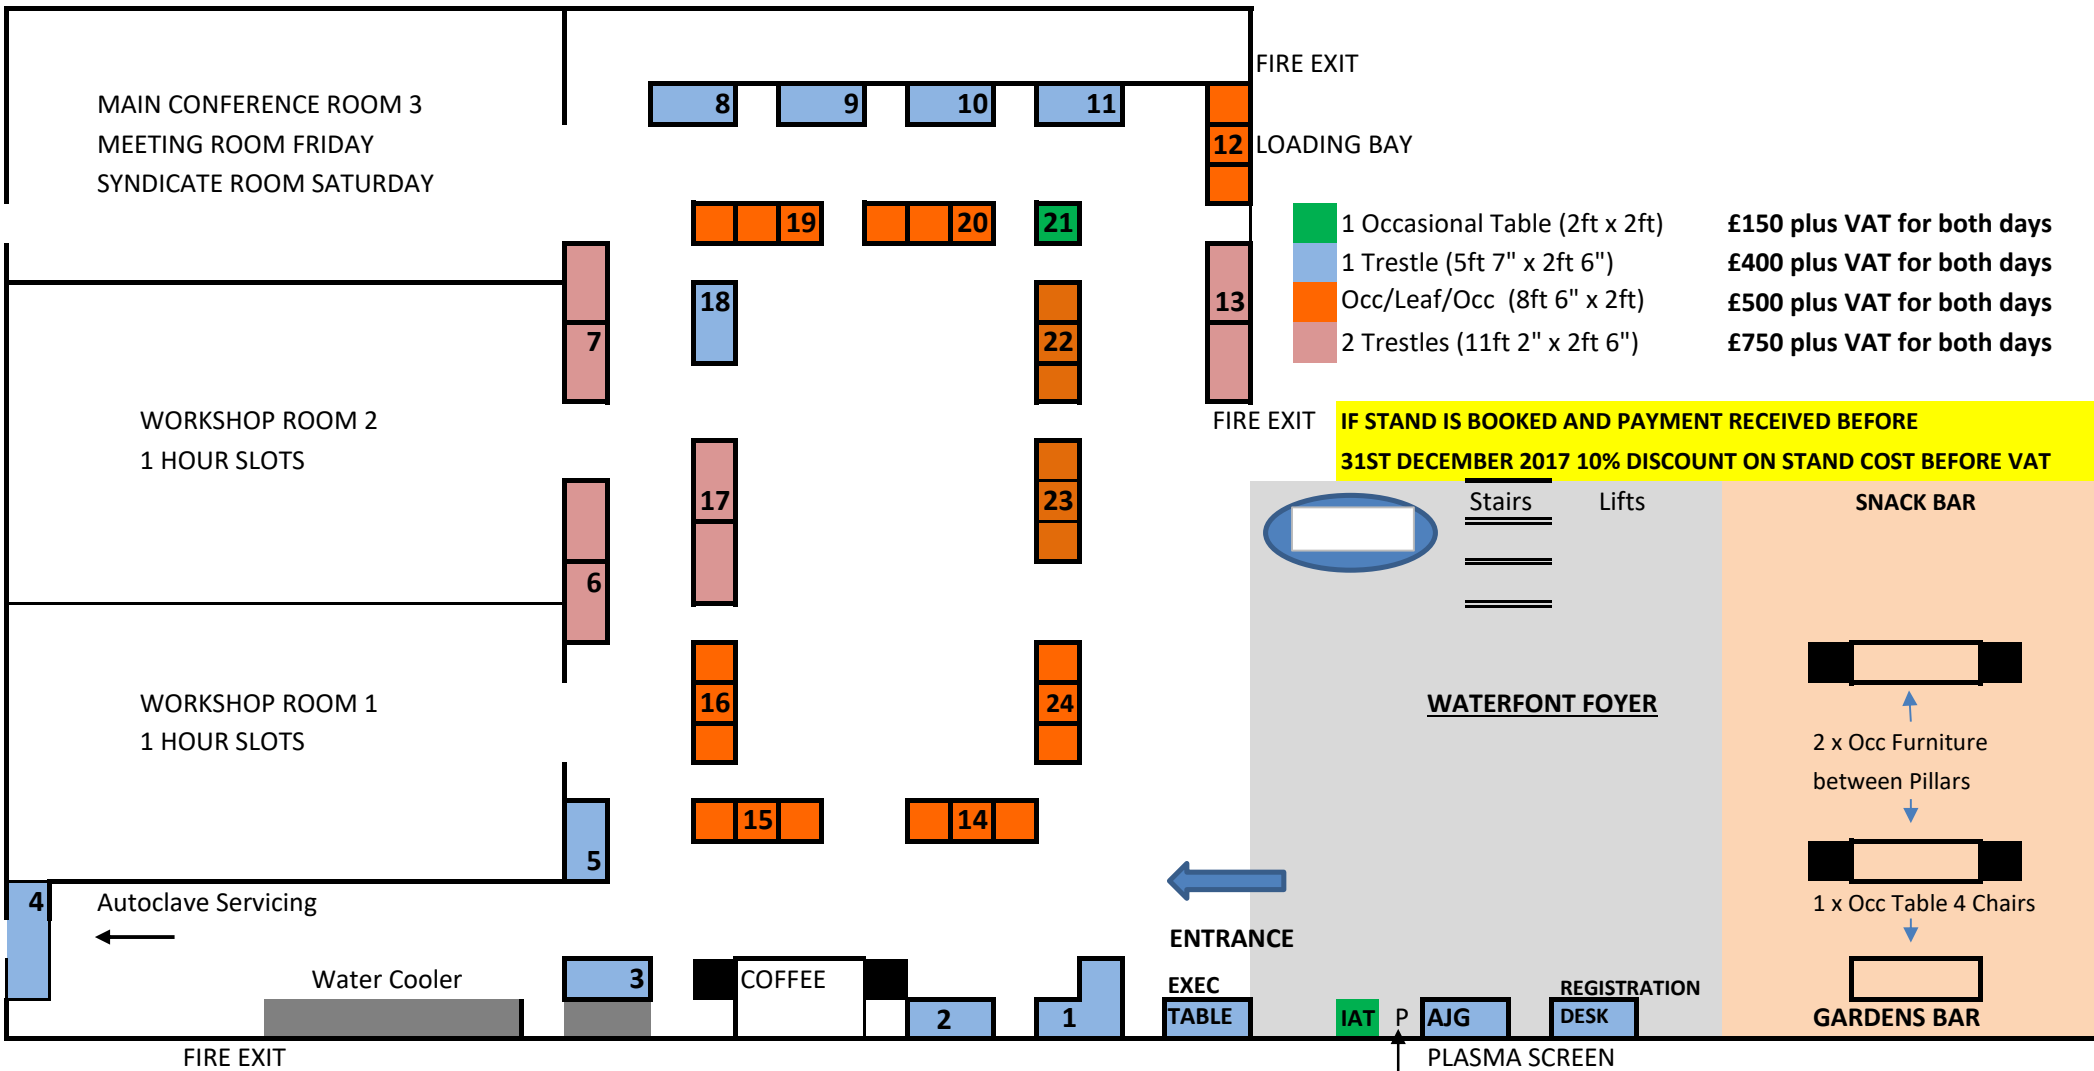 FIRE EXIT
MAIN CONFERENCE ROOM 3
MEETING ROOM FRIDAY
SYNDICATE ROOM SATURDAY
8
9
10
11
12
LOADING BAY
19
20
21
1 Occasional Table (2ft x 2ft) £150 plus VAT for both days
1 Trestle (5ft 7" x 2ft 6") £400 plus VAT for both days
Occ/Leaf/Occ (8ft 6" x 2ft) £500 plus VAT for both days
2 Trestles (11ft 2" x 2ft 6") £750 plus VAT for both days
18
13
7
22
WORKSHOP ROOM 2
1 HOUR SLOTS
FIRE EXIT
IF STAND IS BOOKED AND PAYMENT RECEIVED BEFORE
31ST DECEMBER 2017 10% DISCOUNT ON STAND COST BEFORE VAT
17
23
Stairs
Lifts
SNACK BAR
6
WORKSHOP ROOM 1
1 HOUR SLOTS
16
24
WATERFONT FOYER
2 x Occ Furniture
between Pillars
15
14
5
4
Autoclave Servicing
1 x Occ Table 4 Chairs
ENTRANCE
Water Cooler
3
COFFEE
EXEC
TABLE
REGISTRATION
DESK
2
1
IAT
P
AJG
GARDENS BAR
FIRE EXIT
PLASMA SCREEN